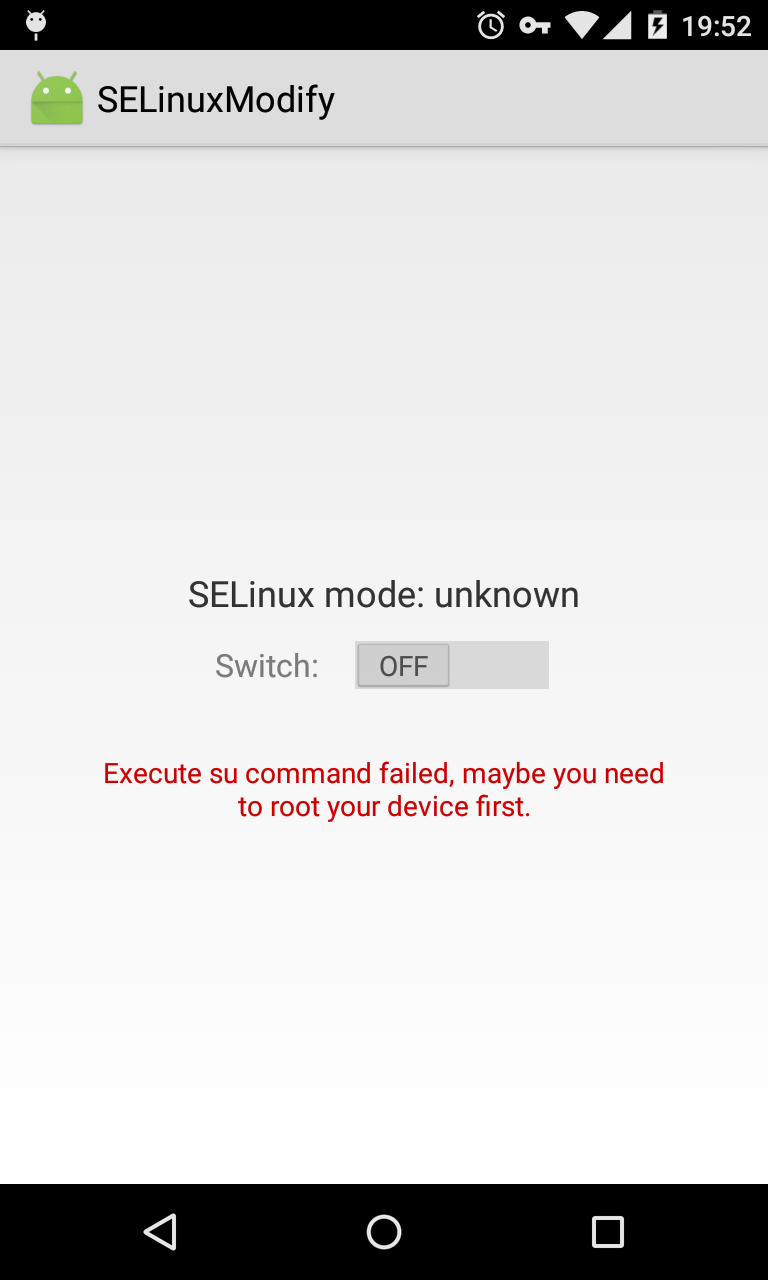 19:52
SELinuxModify
SELinux mode: unknown
Switch: OFF
Execute su command failed, maybe you need
to root your device first.